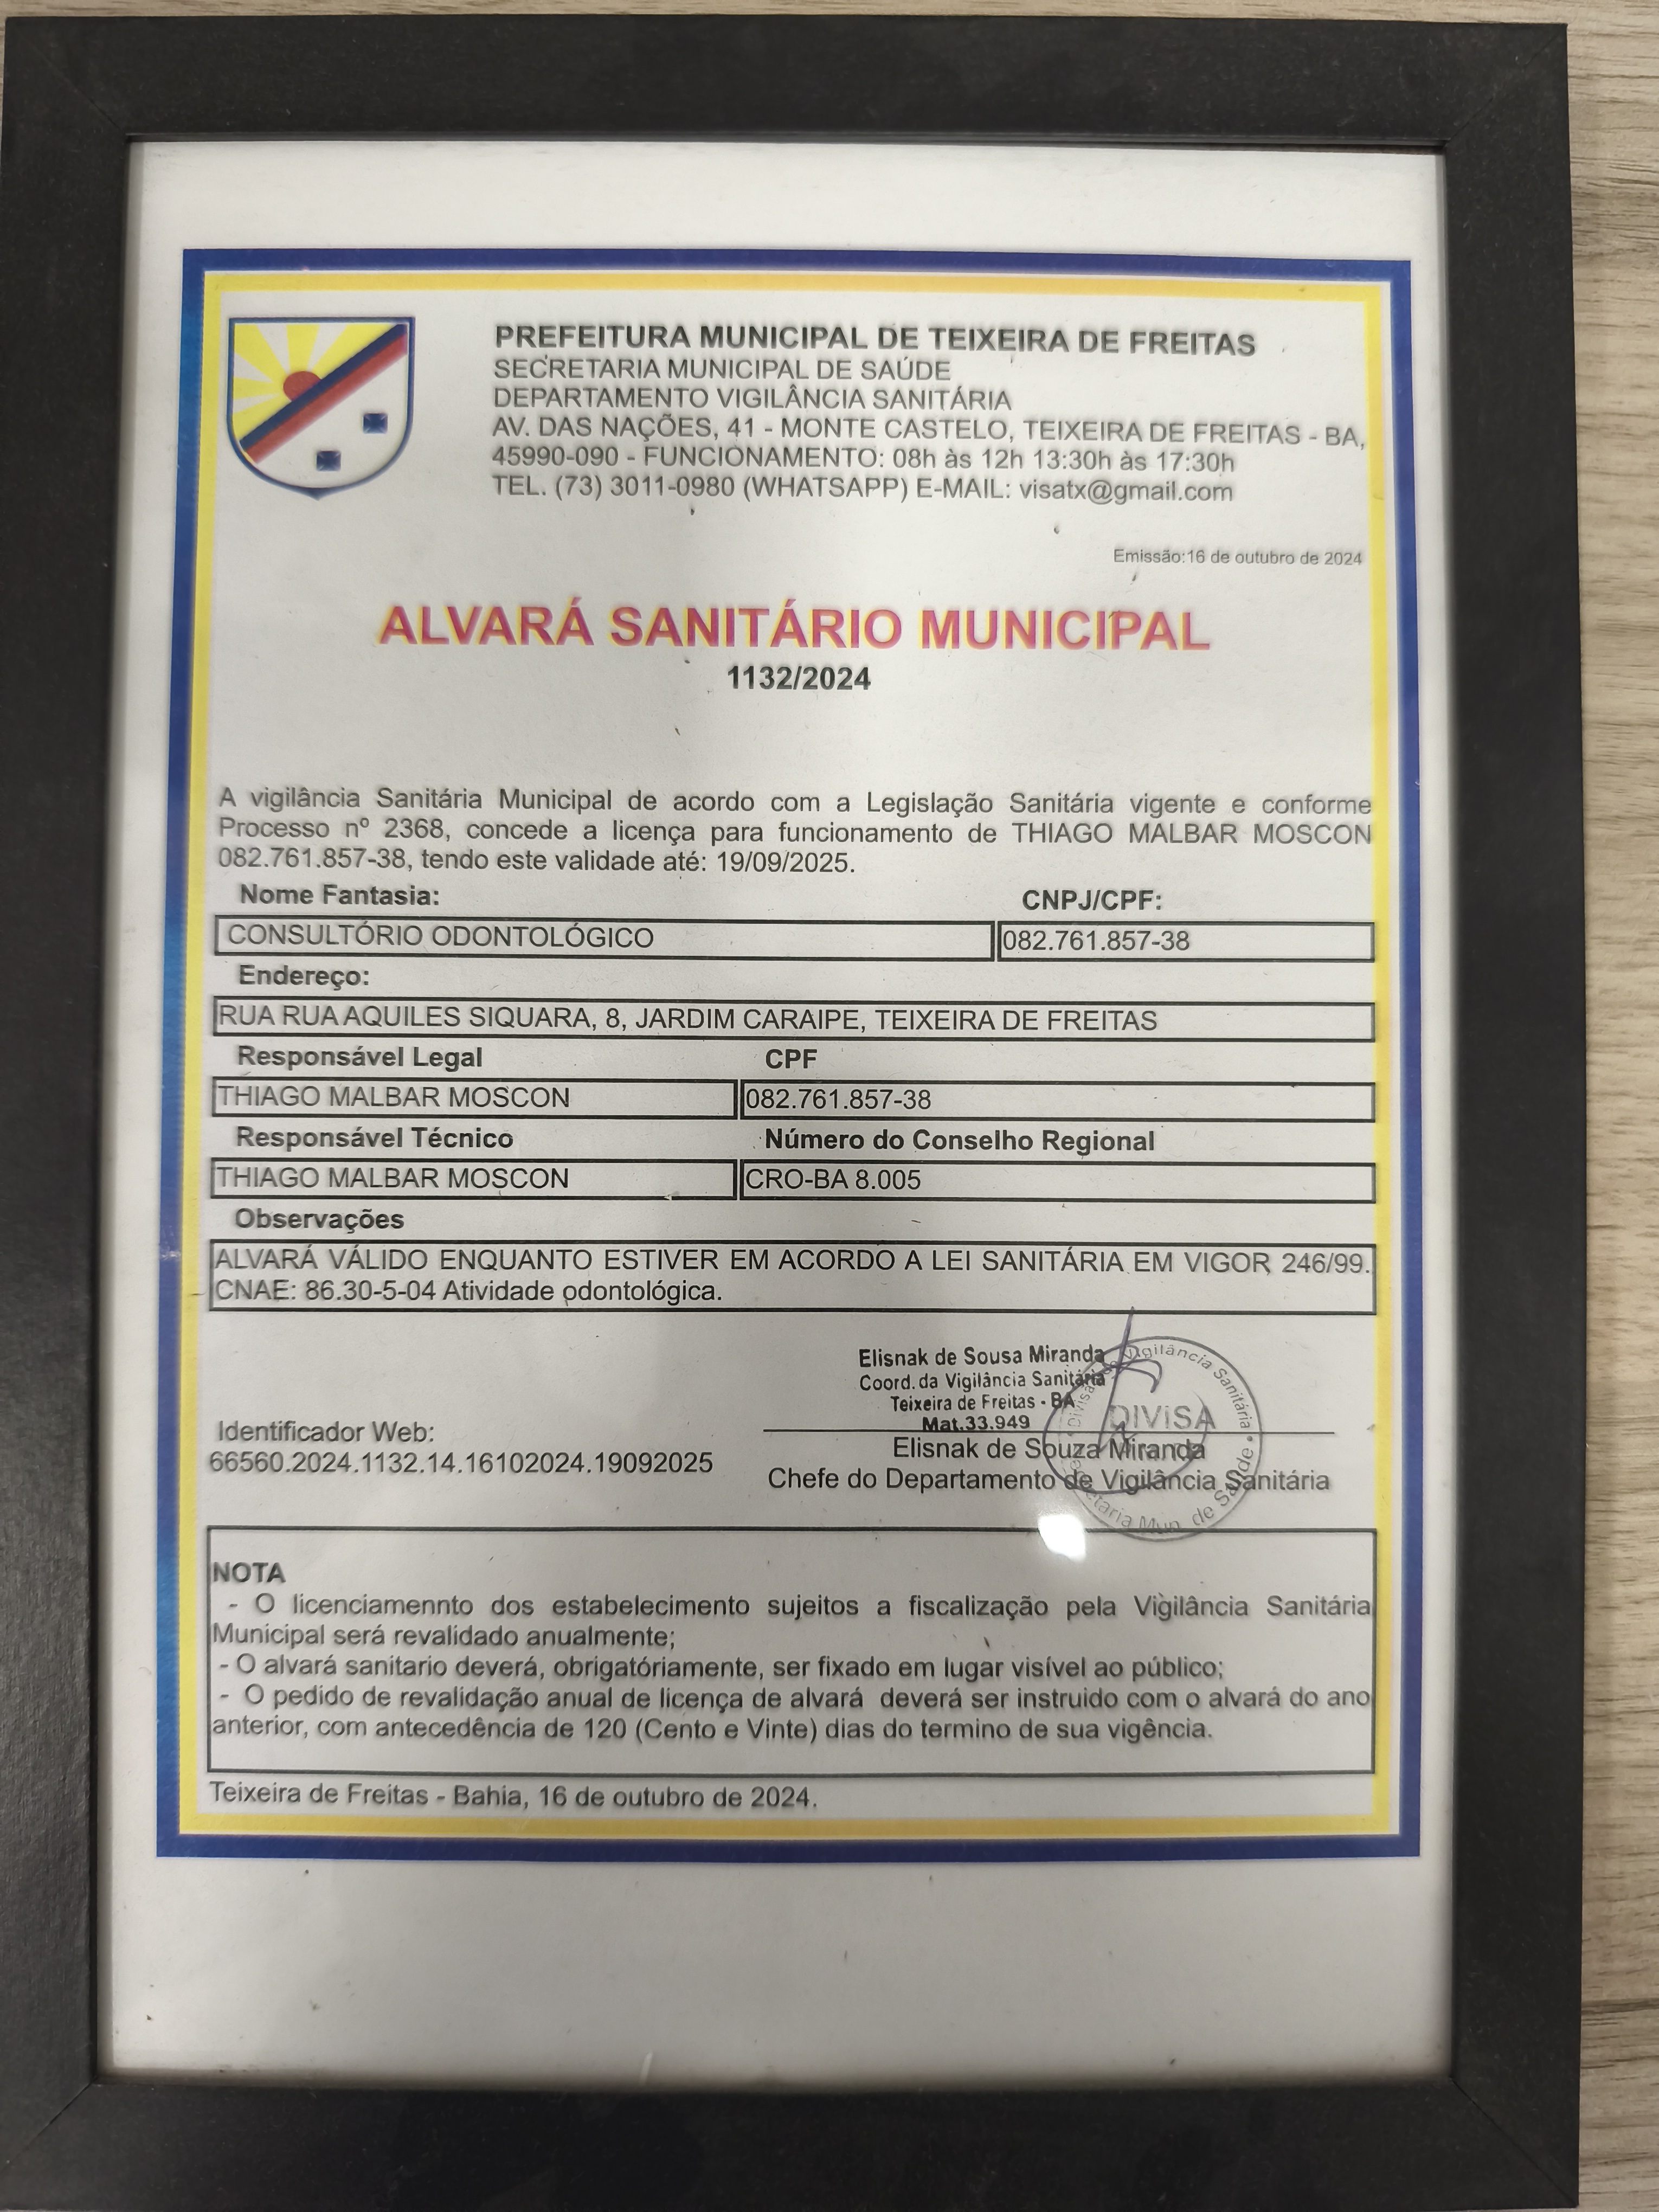 PREFEITURA MUNICIPAL DE TEIXEIRA DE FREITAS
SECRETARIA MUNICIPAL DE SAÚDE
DEPARTAMENTO VIGILÂNCIA SANITÁRIA
AV. DAS NAÇÕES, 41 - MONTE CASTELO, TEIXEIRA DE FREITAS - BA,
45990-090 - FUNCIONAMENTO: 08h às 12h 13:30h às 17:30h
TEL. (73) 3011-0980 (WHATSAPP) E-MAIL: visatx@gmail.com
Emissão:16 de outubro de 2024
ALVARÁ SANITÁRIO MUNICIPAL
1132/2024
A vigilância Sanitária Municipal de acordo com a Legislação Sanitária vigente e conforme
Processo nº 2368, concede a licença para funcionamento de THIAGO MALBAR MOSCON
082.761.857-38, tendo este validade até: 19/09/2025.
Nome Fantasia: CNPJ/CPF:
CONSULTÓRIO ODONTOLÓGICO 082.761.857-38
Endereço:
RUA RUA AQUILES SIQUARA, 8, JARDIM CARAIPE, TEIXEIRA DE FREITAS
Responsável Legal CPF
THIAGO MALBAR MOSCON 082.761.857-38
Responsável Técnico Número do Conselho Regional
THIAGO MALBAR MOSCON CRO-BA 8.005
Observações
ALVARÁ VÁLIDO ENQUANTO ESTIVER EM ACORDO A LEI SANITÁRIA EM VIGOR 246/99.
CNAE: 86.30-5-04 Atividade odontológica.
Elisnak de Sousa Miranda
Coord. da Vigilância Sanitária
Teixeira de Freitas - BA
Mat.33.949
Divisão de Vigilância Sanitária
DIVISA
Mun. de Saúde
Identificador Web:
66560.2024.1132.14.16102024.19092025
Elisnak de Souza Miranda
Chefe do Departamento de Vigilância Sanitária
NOTA
- O licenciamennto dos estabelecimento sujeitos a fiscalização pela Vigilância Sanitária
Municipal será revalidado anualmente;
- O alvará sanitario deverá, obrigatóriamente, ser fixado em lugar visível ao público;
- O pedido de revalidação anual de licença de alvará deverá ser instruido com o alvará do ano
anterior, com antecedência de 120 (Cento e Vinte) dias do termino de sua vigência.
Teixeira de Freitas - Bahia, 16 de outubro de 2024.